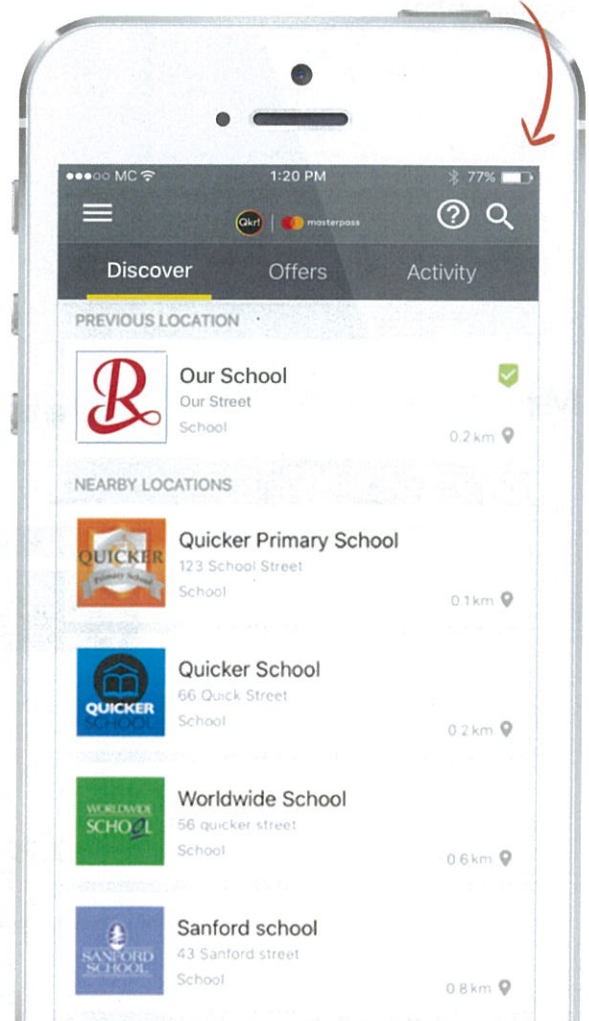 MC 1:20 PM 77%
Qkr! masterpass
Discover Offers Activity
PREVIOUS LOCATION
R
Our School
Our Street
School
0.2 km
NEARBY LOCATIONS
QUICKER
Primary School
Quicker Primary School
123 School Street
School
0.1 km
QUICKER
SCHOOL
Quicker School
66 Quick Street
School
0.2 km
WORLDWIDE
SCHOOL
Worldwide School
56 quicker street
School
0.6 km
SANFORD
SCHOOL
Sanford school
43 Sanford street
School
0.8 km